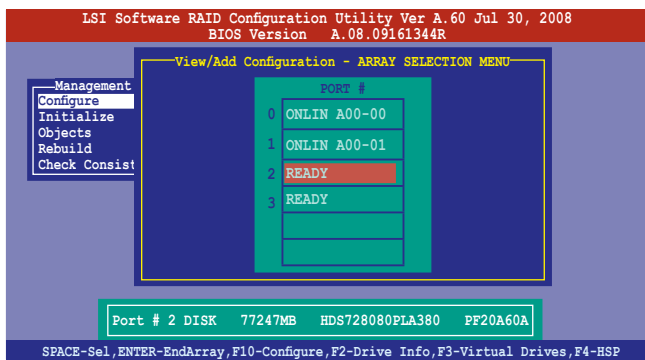 LSI Software RAID Configuration Utility Ver A.60 Jul 30, 2008
BIOS Version A.08.09161344R
View/Add Configuration - ARRAY SELECTION MENU
Management
Configure
Initialize
Objects
Rebuild
Check Consist
PORT #
0 ONLIN A00-00
1 ONLIN A00-01
2 READY
3 READY
Port # 2 DISK 77247MB HDS728080PLA380 PF20A60A
SPACE-Sel,ENTER-EndArray,F10-Configure,F2-Drive Info,F3-Virtual Drives,F4-HSP